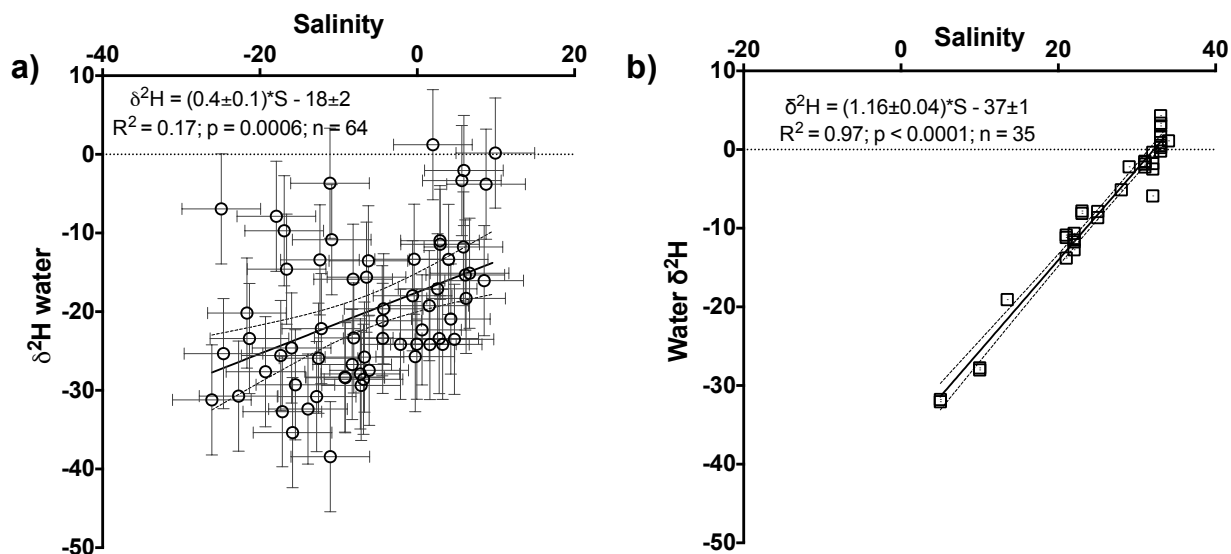 Salinity
a)
-40 -20 0 20
δ²H = (0.4±0.1)*S - 18±2
R² = 0.17; p = 0.0006; n = 64
10
0
-10
-20
-30
-40
-50
δ²H water
Salinity
b)
-20 0 20 40
δ²H = (1.16±0.04)*S - 37±1
R² = 0.97; p < 0.0001; n = 35
10
0
-10
-20
-30
-40
-50
Water δ²H